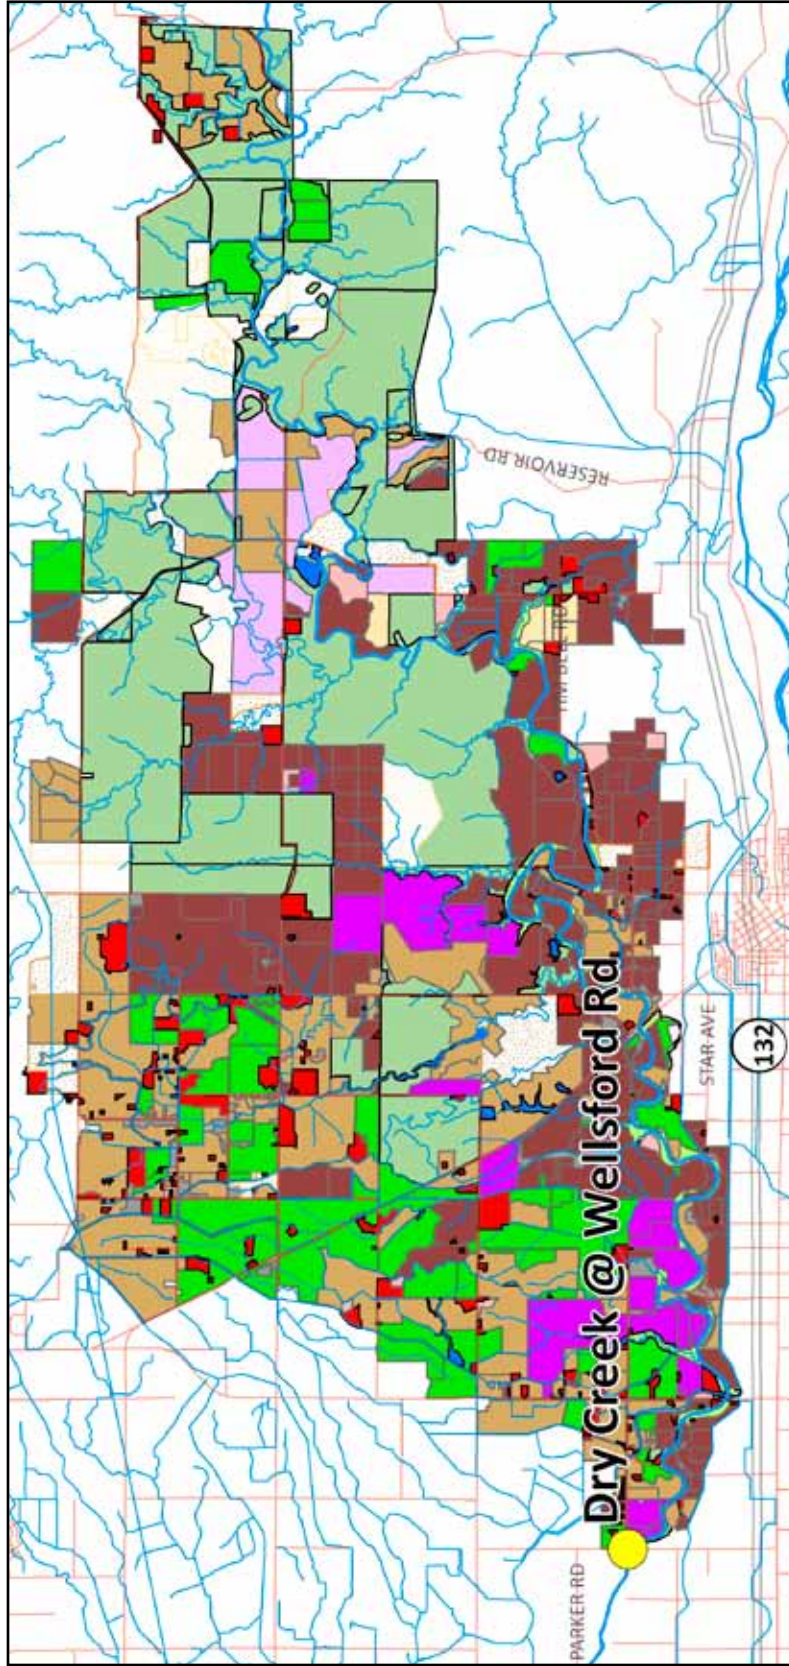 RESERVOIR RD
STAR AVE
132
Dry Creek @ Wellsford Rd.
PARKER RD